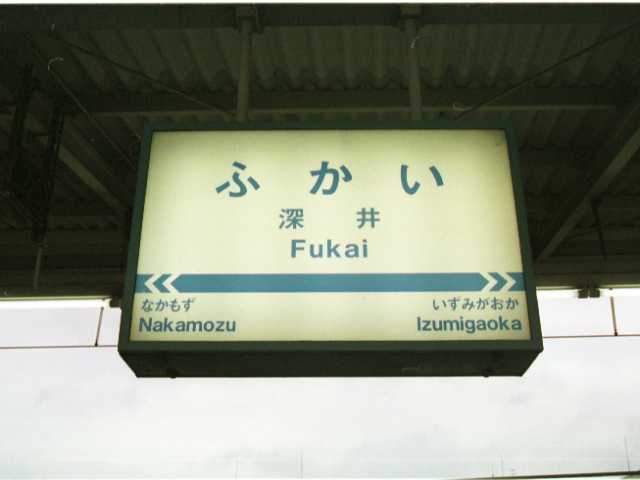 ふかい
深井
Fukai
なかもず いずみがおか
Nakamozu Izumigaoka